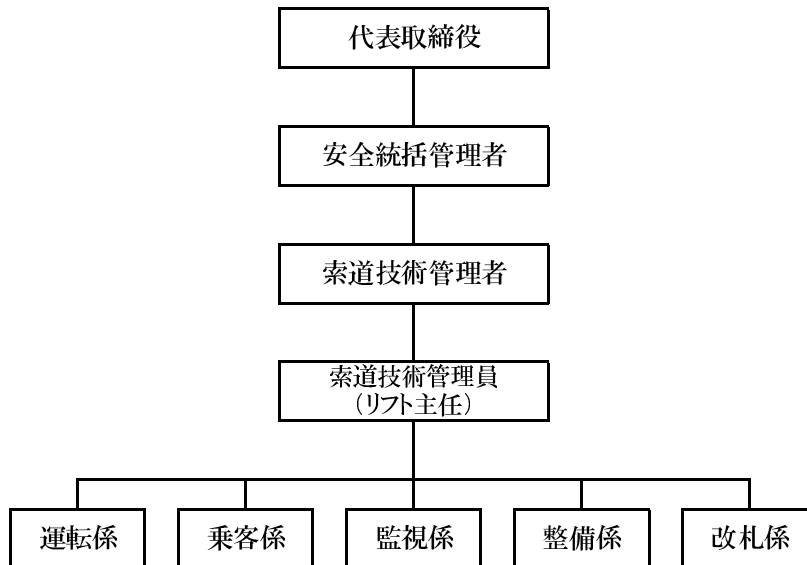 代表取締役
安全統括管理者
索道技術管理者
索道技術管理員
（リフト主任）
運転係
乗客係
監視係
整備係
改札係